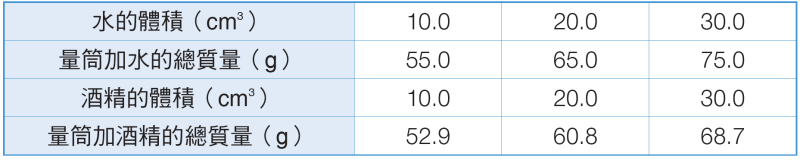 水的體積（cm³） 10.0 20.0 30.0
量筒加水的總質量（g） 55.0 65.0 75.0
酒精的體積（cm³） 10.0 20.0 30.0
量筒加酒精的總質量（g） 52.9 60.8 68.7